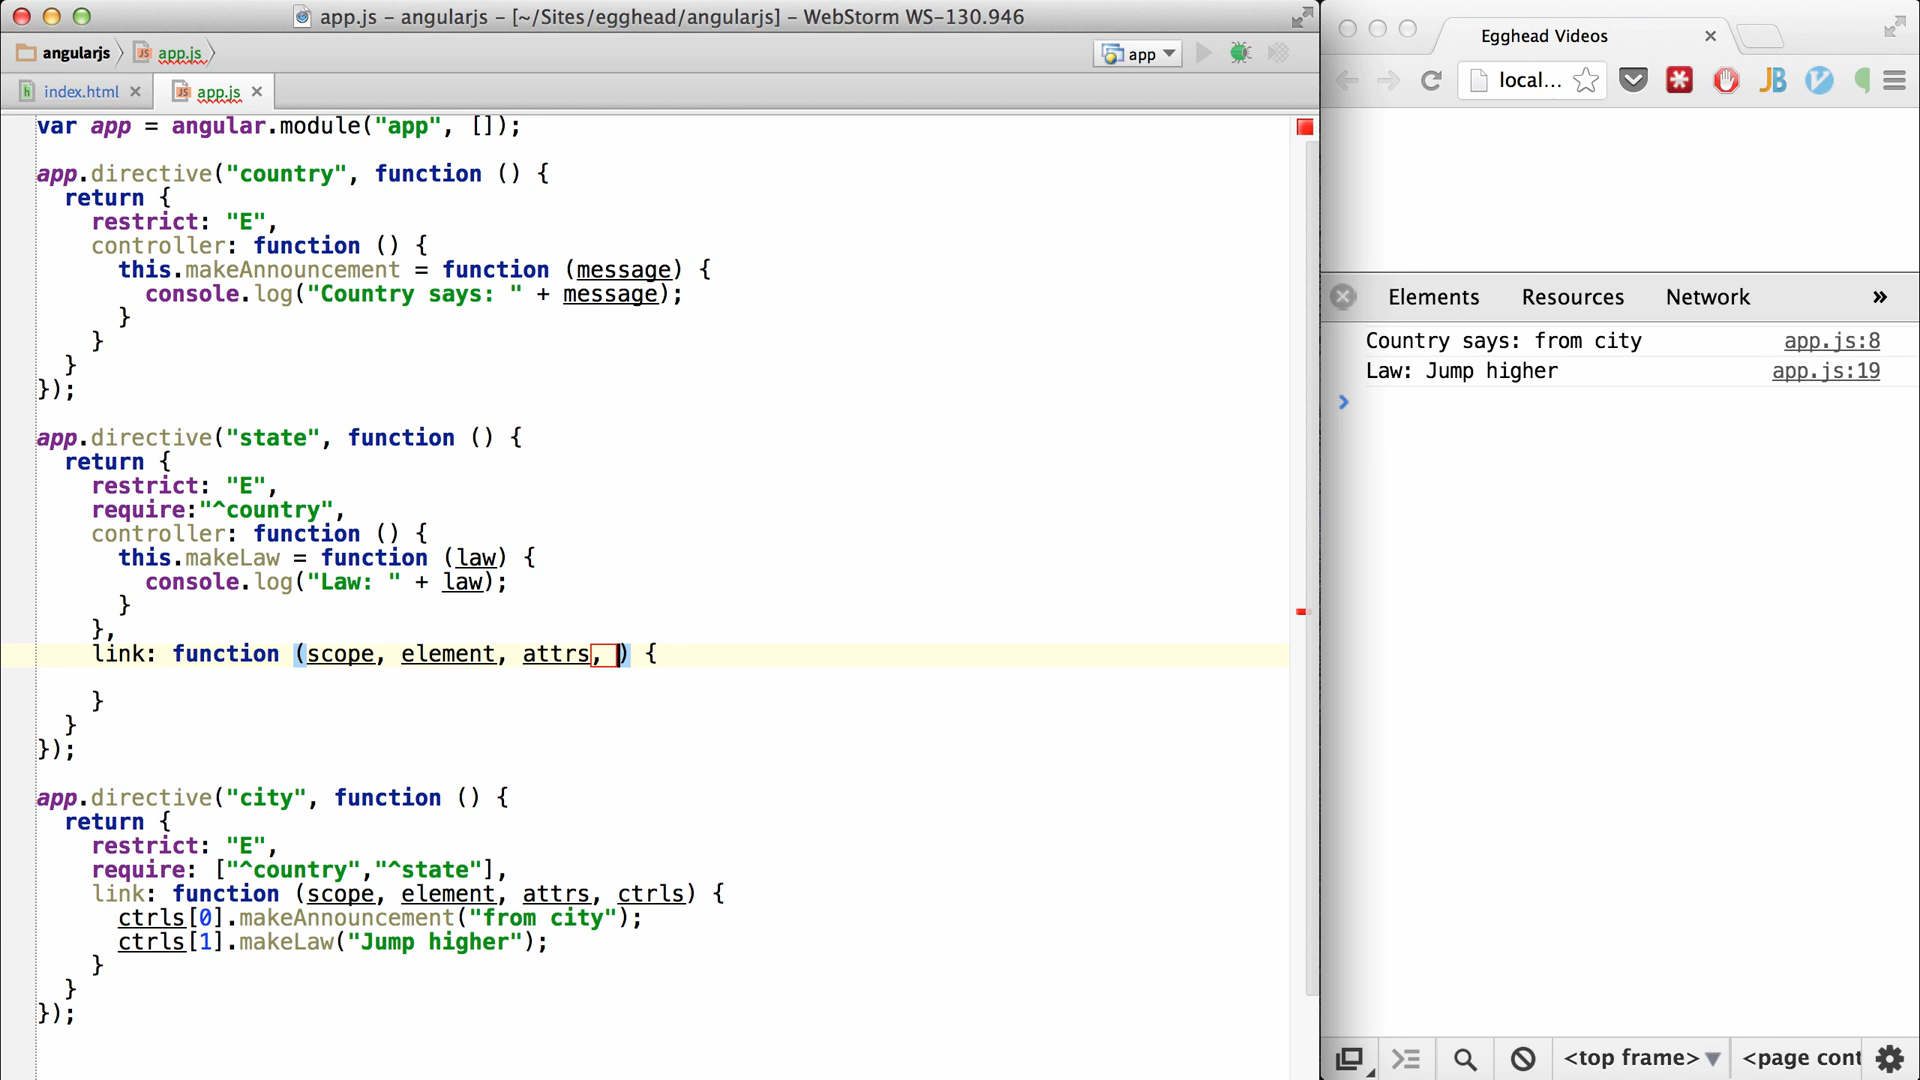 app.js – angularjs – [~/Sites/egghead/angularjs] – WebStorm WS-130.946
angularjs
app.js
app
index.html
app.js
var app = angular.module("app", []);
app.directive("country", function () {
return {
restrict: "E",
controller: function () {
this.makeAnnouncement = function (message) {
console.log("Country says: " + message);
}
}
}
});
app.directive("state", function () {
return {
restrict: "E",
require:"^country",
controller: function () {
this.makeLaw = function (law) {
console.log("Law: " + law);
}
},
link: function (scope, element, attrs, ) {
}
}
});
app.directive("city", function () {
return {
restrict: "E",
require: ["^country","^state"],
link: function (scope, element, attrs, ctrls) {
ctrls[0].makeAnnouncement("from city");
ctrls[1].makeLaw("Jump higher");
}
}
});
Egghead Videos
local...
JB
Elements Resources Network »
Country says: from city app.js:8
Law: Jump higher app.js:19
<top frame> <page cont